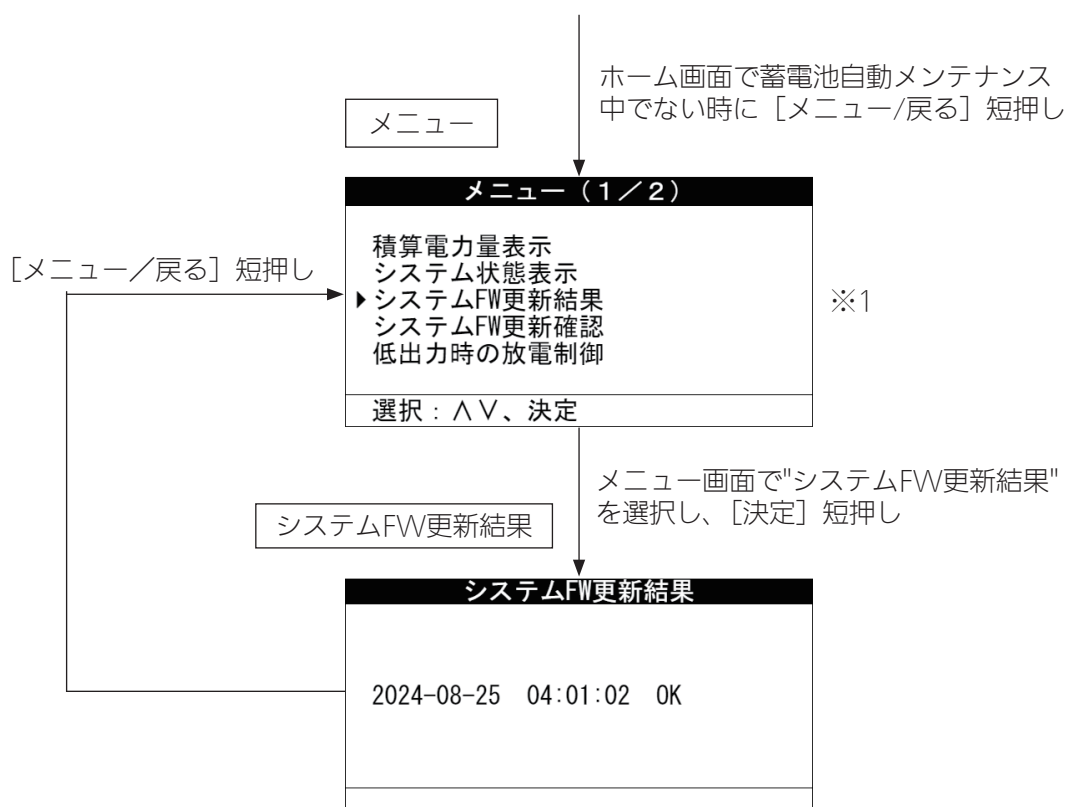 ホーム画面で蓄電池自動メンテナンス
中でない時に［メニュー/戻る］短押し
メニュー
メニュー（１／２）
積算電力量表示
システム状態表示
［メニュー／戻る］短押し
▶システムFW更新結果
※1
システムFW更新確認
低出力時の放電制御
選択：∧∨、決定
メニュー画面で"システムFW更新結果"
を選択し、［決定］短押し
システムFW更新結果
システムFW更新結果
2024-08-25 04:01:02 OK